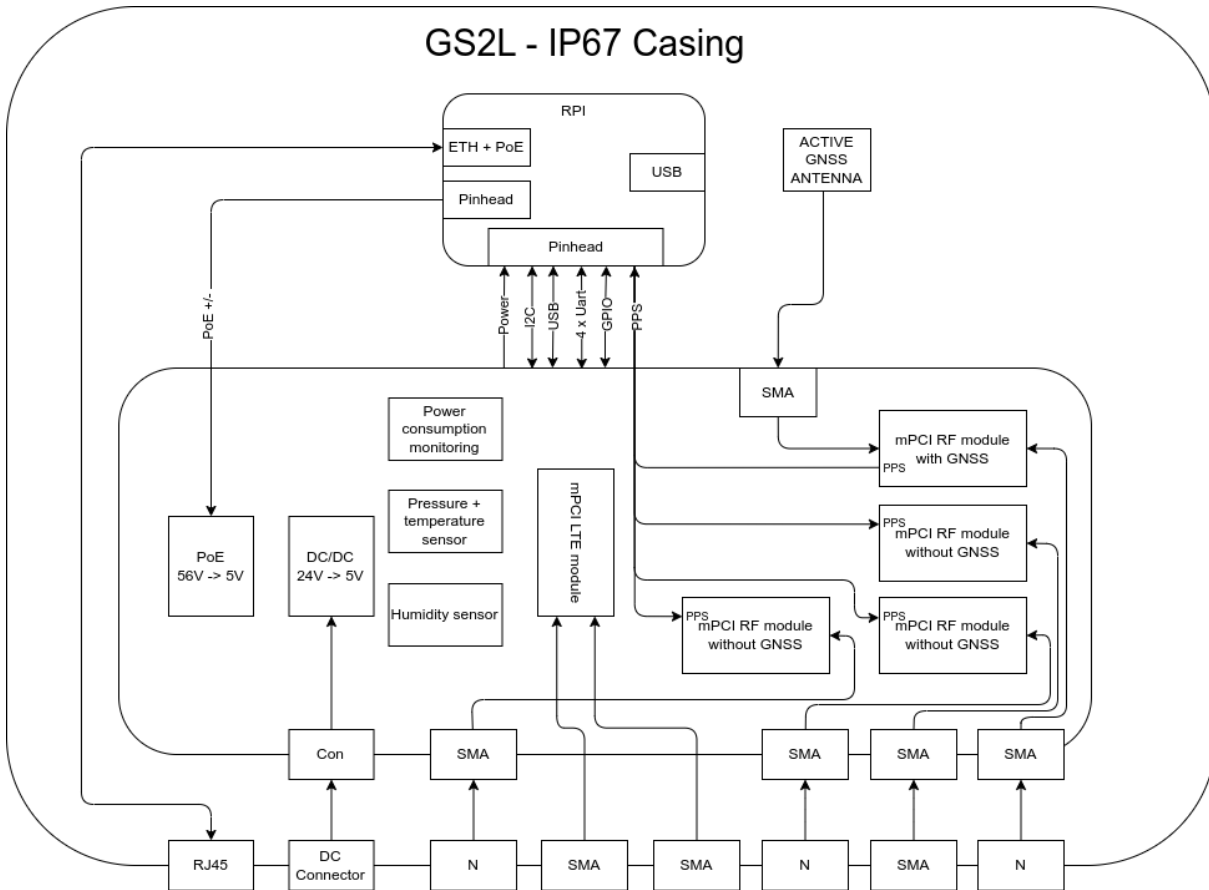 GS2L - IP67 Casing
RPI
ETH + PoE
USB
Pinhead
Pinhead
ACTIVE
GNSS
ANTENNA
PoE +/-
Power
I2C
USB
4 x Uart
GPIO
PPS
SMA
Power
consumption
monitoring
mPCI RF module
with GNSS
PPS
Pressure +
temperature
sensor
mPCI LTE module
PPS
mPCI RF module
without GNSS
PoE
56V -> 5V
DC/DC
24V -> 5V
Humidity sensor
PPS
mPCI RF module
without GNSS
PPS
mPCI RF module
without GNSS
Con
SMA
SMA
SMA
SMA
RJ45
DC
Connector
N
SMA
SMA
N
SMA
N